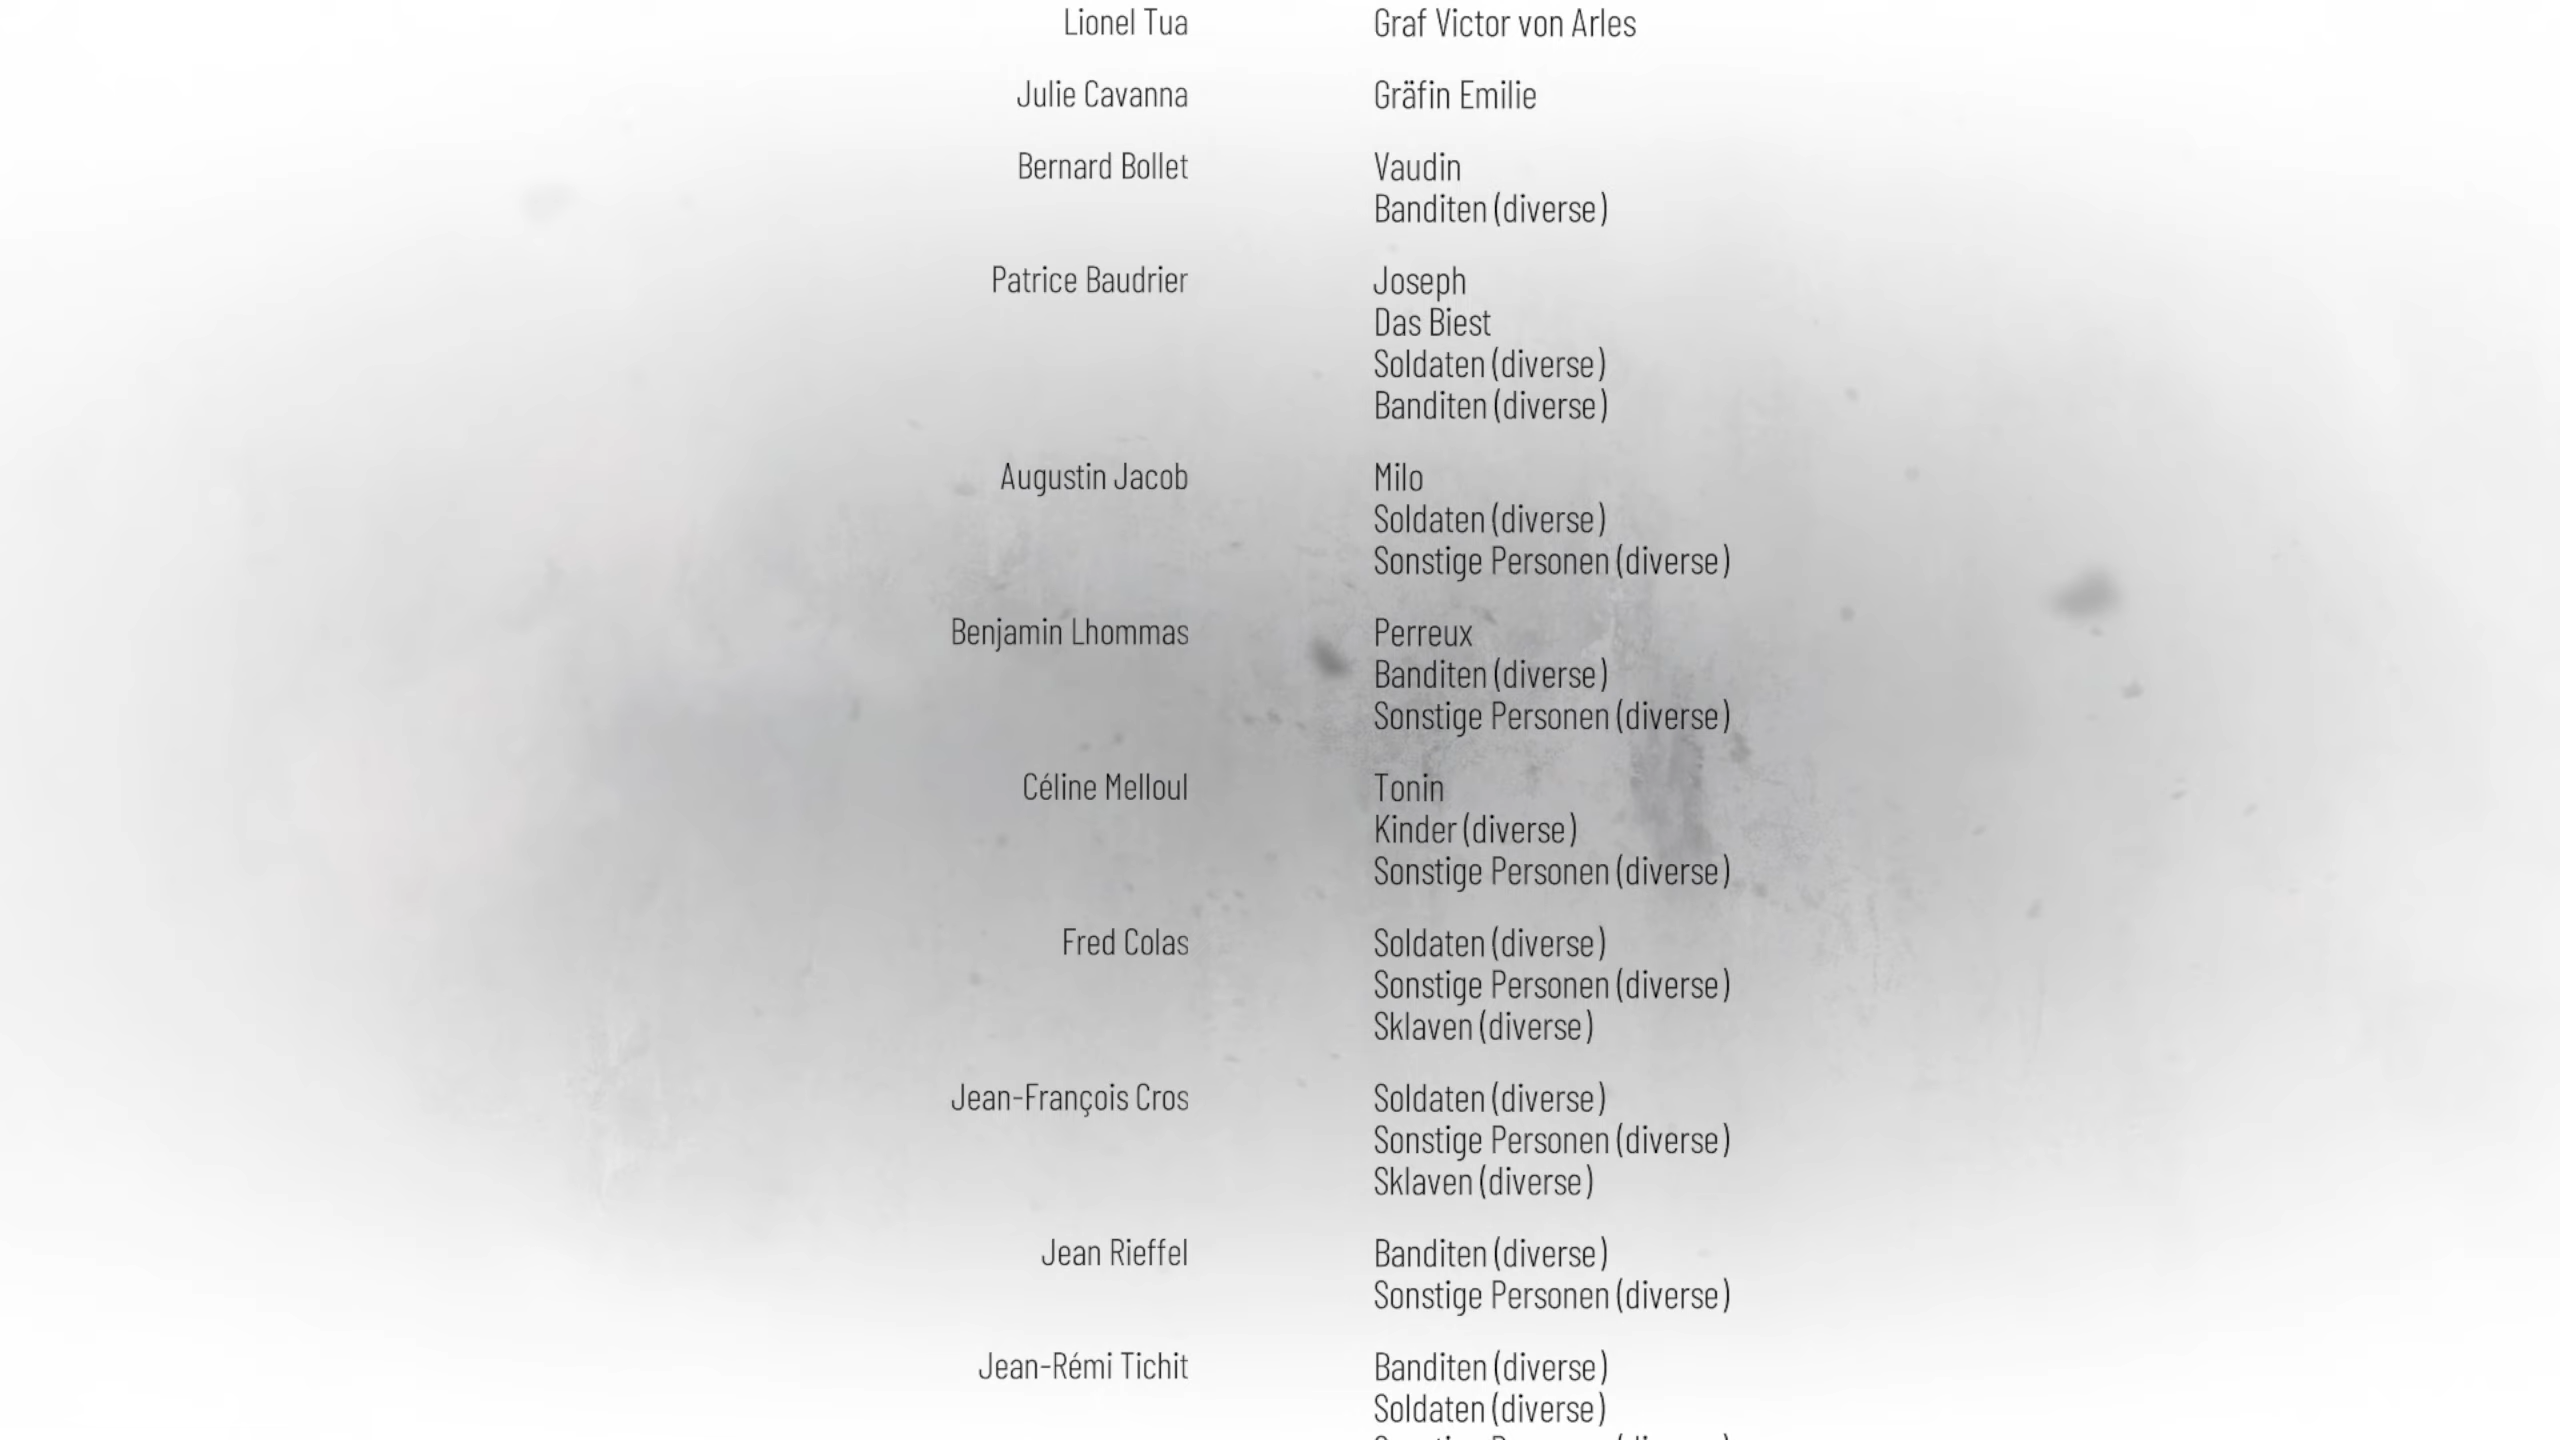 Lionel Tua Graf Victor von Arles
Julie Cavanna Gräfin Emilie
Bernard Bollet Vaudin
Banditen (diverse)
Patrice Baudrier Joseph
Das Biest
Soldaten (diverse)
Banditen (diverse)
Augustin Jacob Milo
Soldaten (diverse)
Sonstige Personen (diverse)
Benjamin Lhommas Perreux
Banditen (diverse)
Sonstige Personen (diverse)
Céline Melloul Tonin
Kinder (diverse)
Sonstige Personen (diverse)
Fred Colas Soldaten (diverse)
Sonstige Personen (diverse)
Sklaven (diverse)
Jean-François Cros Soldaten (diverse)
Sonstige Personen (diverse)
Sklaven (diverse)
Jean Rieffel Banditen (diverse)
Sonstige Personen (diverse)
Jean-Rémi Tichit Banditen (diverse)
Soldaten (diverse)